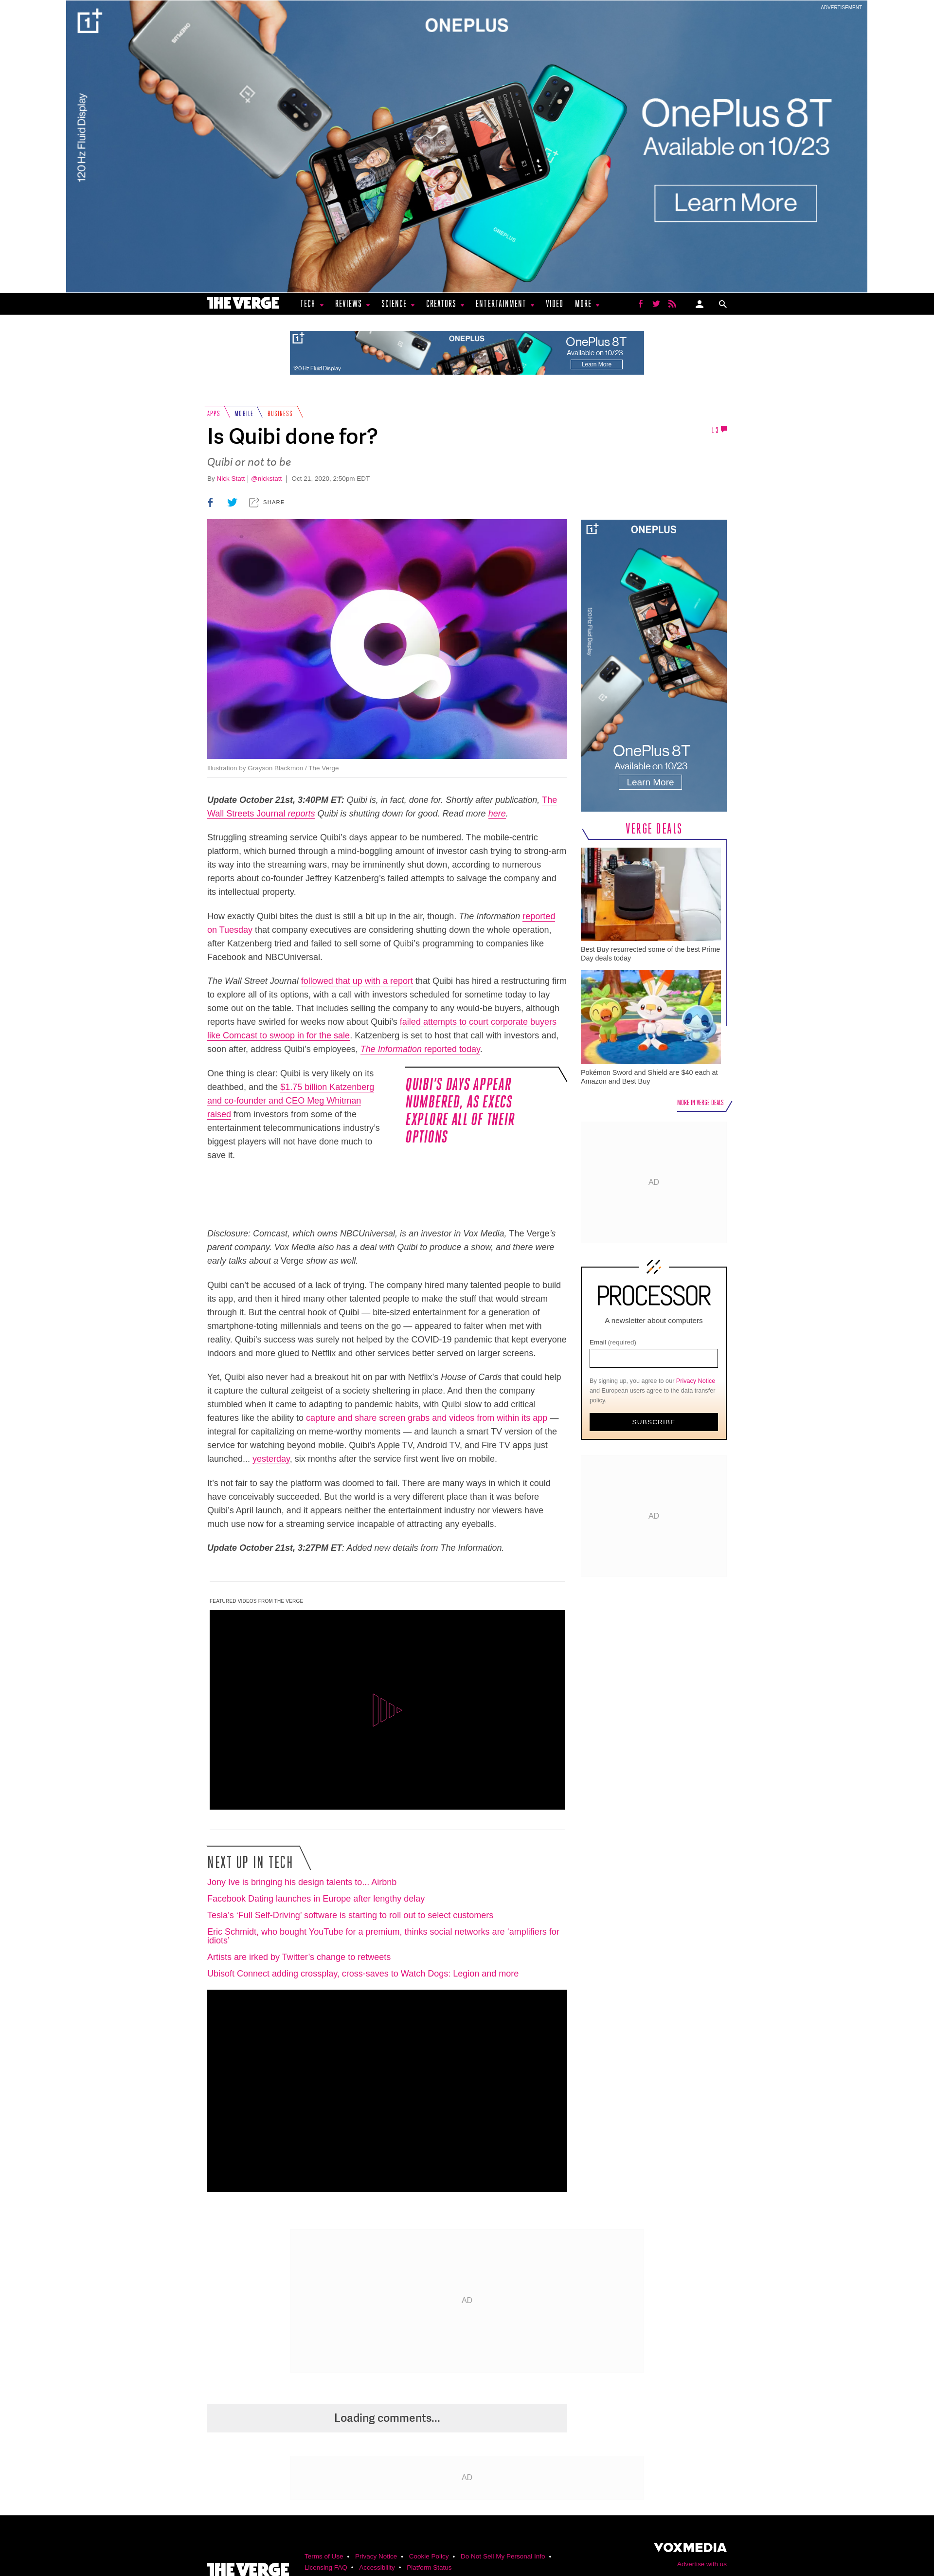 ADVERTISEMENT
ONEPLUS
120 Hz Fluid Display
OnePlus 8T
Available on 10/23
Learn More
ONEPLUS
THE VERGE
TECH
REVIEWS
SCIENCE
CREATORS
ENTERTAINMENT
VIDEO
MORE
ONEPLUS
120 Hz Fluid Display
OnePlus 8T
Available on 10/23
Learn More
APPS
MOBILE
BUSINESS
Is Quibi done for?
13
Quibi or not to be
By Nick Statt | @nickstatt | Oct 21, 2020, 2:50pm EDT
SHARE
Illustration by Grayson Blackmon / The Verge
Update October 21st, 3:40PM ET: Quibi is, in fact, done for. Shortly after publication, The
Wall Streets Journal reports Quibi is shutting down for good. Read more here.
Struggling streaming service Quibi’s days appear to be numbered. The mobile-centric
platform, which burned through a mind-boggling amount of investor cash trying to strong-arm
its way into the streaming wars, may be imminently shut down, according to numerous
reports about co-founder Jeffrey Katzenberg’s failed attempts to salvage the company and
its intellectual property.
How exactly Quibi bites the dust is still a bit up in the air, though. The Information reported
on Tuesday that company executives are considering shutting down the whole operation,
after Katzenberg tried and failed to sell some of Quibi’s programming to companies like
Facebook and NBCUniversal.
The Wall Street Journal followed that up with a report that Quibi has hired a restructuring firm
to explore all of its options, with a call with investors scheduled for sometime today to lay
some out on the table. That includes selling the company to any would-be buyers, although
reports have swirled for weeks now about Quibi’s failed attempts to court corporate buyers
like Comcast to swoop in for the sale. Katzenberg is set to host that call with investors and,
soon after, address Quibi’s employees, The Information reported today.
One thing is clear: Quibi is very likely on its
deathbed, and the $1.75 billion Katzenberg
and co-founder and CEO Meg Whitman
raised from investors from some of the
entertainment telecommunications industry’s
biggest players will not have done much to
save it.
QUIBI’S DAYS APPEAR
NUMBERED, AS EXECS
EXPLORE ALL OF THEIR
OPTIONS
Disclosure: Comcast, which owns NBCUniversal, is an investor in Vox Media, The Verge’s
parent company. Vox Media also has a deal with Quibi to produce a show, and there were
early talks about a Verge show as well.
Quibi can’t be accused of a lack of trying. The company hired many talented people to build
its app, and then it hired many other talented people to make the stuff that would stream
through it. But the central hook of Quibi — bite-sized entertainment for a generation of
smartphone-toting millennials and teens on the go — appeared to falter when met with
reality. Quibi’s success was surely not helped by the COVID-19 pandemic that kept everyone
indoors and more glued to Netflix and other services better served on larger screens.
Yet, Quibi also never had a breakout hit on par with Netflix’s House of Cards that could help
it capture the cultural zeitgeist of a society sheltering in place. And then the company
stumbled when it came to adapting to pandemic habits, with Quibi slow to add critical
features like the ability to capture and share screen grabs and videos from within its app —
integral for capitalizing on meme-worthy moments — and launch a smart TV version of the
service for watching beyond mobile. Quibi’s Apple TV, Android TV, and Fire TV apps just
launched... yesterday, six months after the service first went live on mobile.
It’s not fair to say the platform was doomed to fail. There are many ways in which it could
have conceivably succeeded. But the world is a very different place than it was before
Quibi’s April launch, and it appears neither the entertainment industry nor viewers have
much use now for a streaming service incapable of attracting any eyeballs.
Update October 21st, 3:27PM ET: Added new details from The Information.
ONEPLUS
120 Hz Fluid Display
OnePlus 8T
Available on 10/23
Learn More
VERGE DEALS
Best Buy resurrected some of the best Prime
Day deals today
Pokémon Sword and Shield are $40 each at
Amazon and Best Buy
MORE IN VERGE DEALS
AD
PROCESSOR
A newsletter about computers
Email (required)
By signing up, you agree to our Privacy Notice
and European users agree to the data transfer
policy.
SUBSCRIBE
AD
FEATURED VIDEOS FROM THE VERGE
NEXT UP IN TECH
Jony Ive is bringing his design talents to... Airbnb
Facebook Dating launches in Europe after lengthy delay
Tesla’s ‘Full Self-Driving’ software is starting to roll out to select customers
Eric Schmidt, who bought YouTube for a premium, thinks social networks are ‘amplifiers for
idiots’
Artists are irked by Twitter’s change to retweets
Ubisoft Connect adding crossplay, cross-saves to Watch Dogs: Legion and more
AD
Loading comments...
AD
THE VERGE
Terms of Use • Privacy Notice • Cookie Policy • Do Not Sell My Personal Info •
Licensing FAQ • Accessibility • Platform Status
VOXMEDIA
Advertise with us